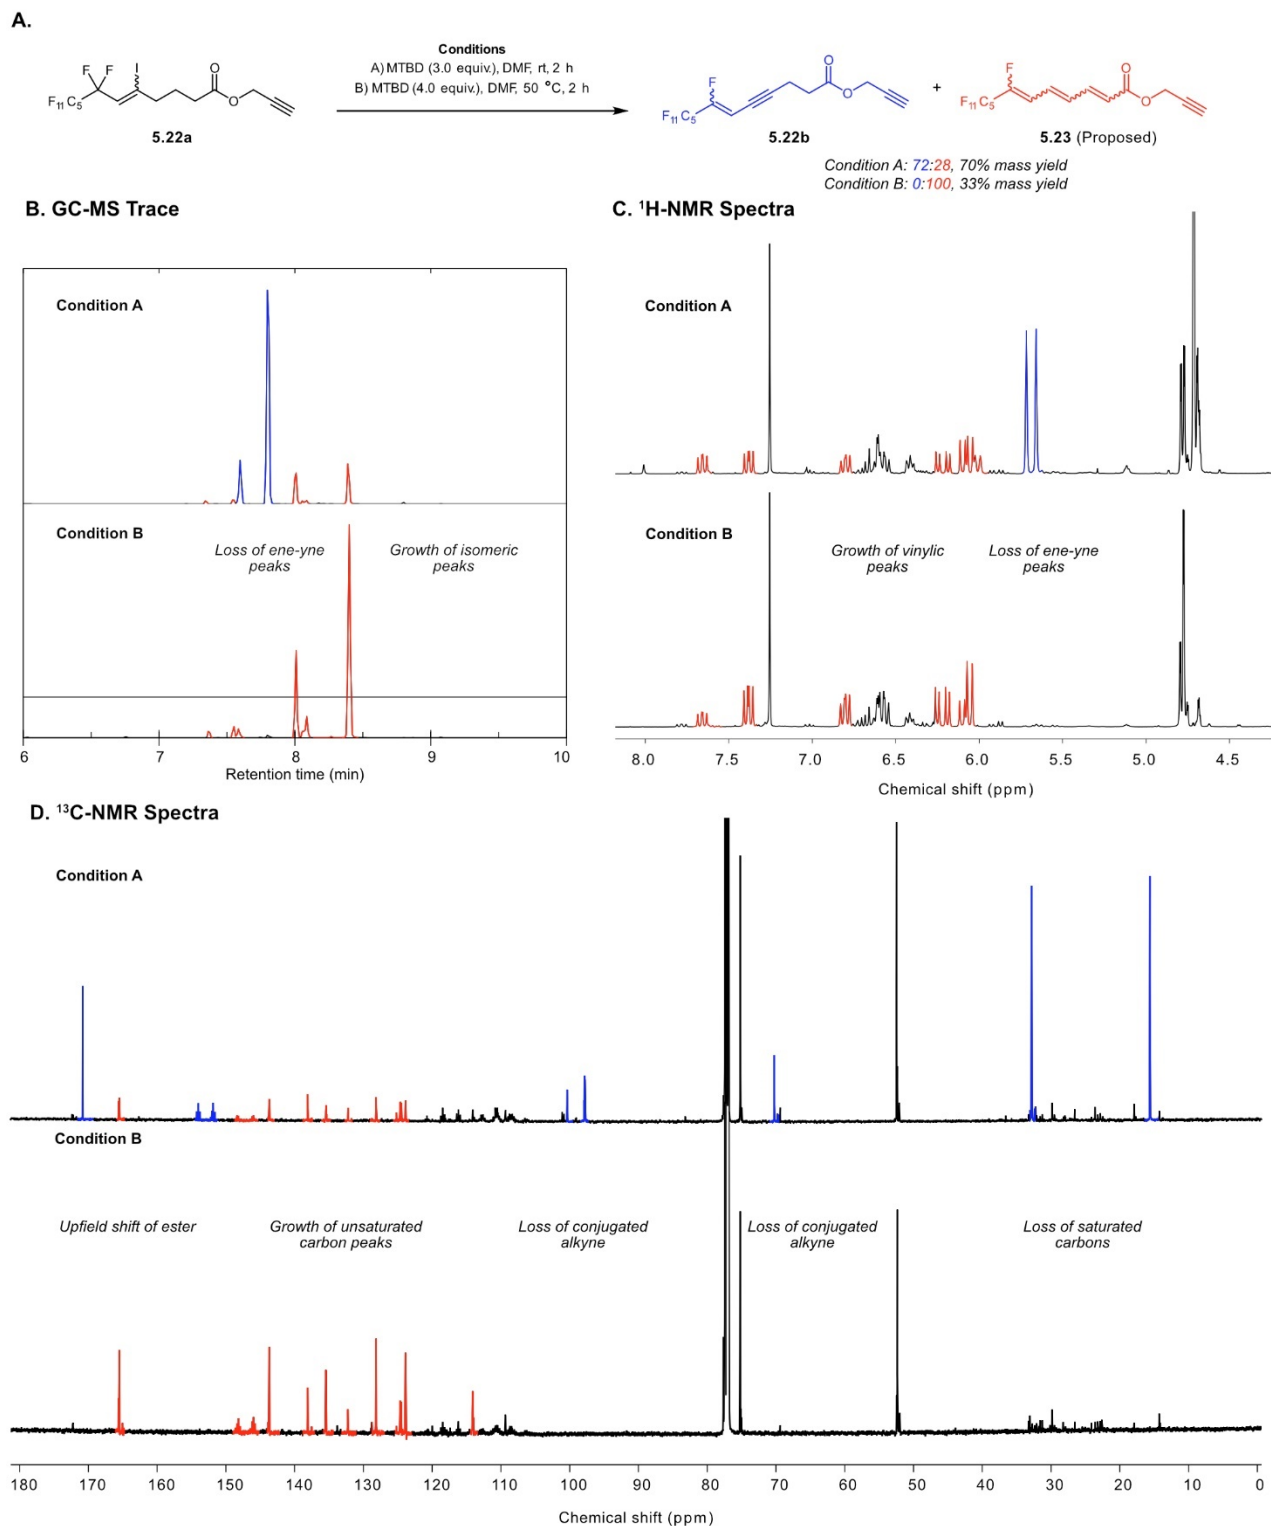 A.
Conditions
A) MTBD (3.0 equiv.), DMF, rt, 2 h
B) MTBD (4.0 equiv.), DMF, 50 °C, 2 h
F F I O
F₁₁C₅ O
5.22a
F O
F₁₁C₅ O
5.22b
+
F O
F₁₁C₅ O
5.23 (Proposed)
Condition A: 72:28, 70% mass yield
Condition B: 0:100, 33% mass yield
B. GC-MS Trace
Condition A
Condition B
Loss of ene-yne
peaks
Growth of isomeric
peaks
6 7 8 9 10
Retention time (min)
C. ¹H-NMR Spectra
Condition A
Condition B
Growth of vinylic
peaks
Loss of ene-yne
peaks
8.0 7.5 7.0 6.5 6.0 5.5 5.0 4.5
Chemical shift (ppm)
D. ¹³C-NMR Spectra
Condition A
Condition B
Upfield shift of ester
Growth of unsaturated
carbon peaks
Loss of conjugated
alkyne
Loss of conjugated
alkyne
Loss of saturated
carbons
180 170 160 150 140 130 120 110 100 90 80 70 60 50 40 30 20 10 0
Chemical shift (ppm)